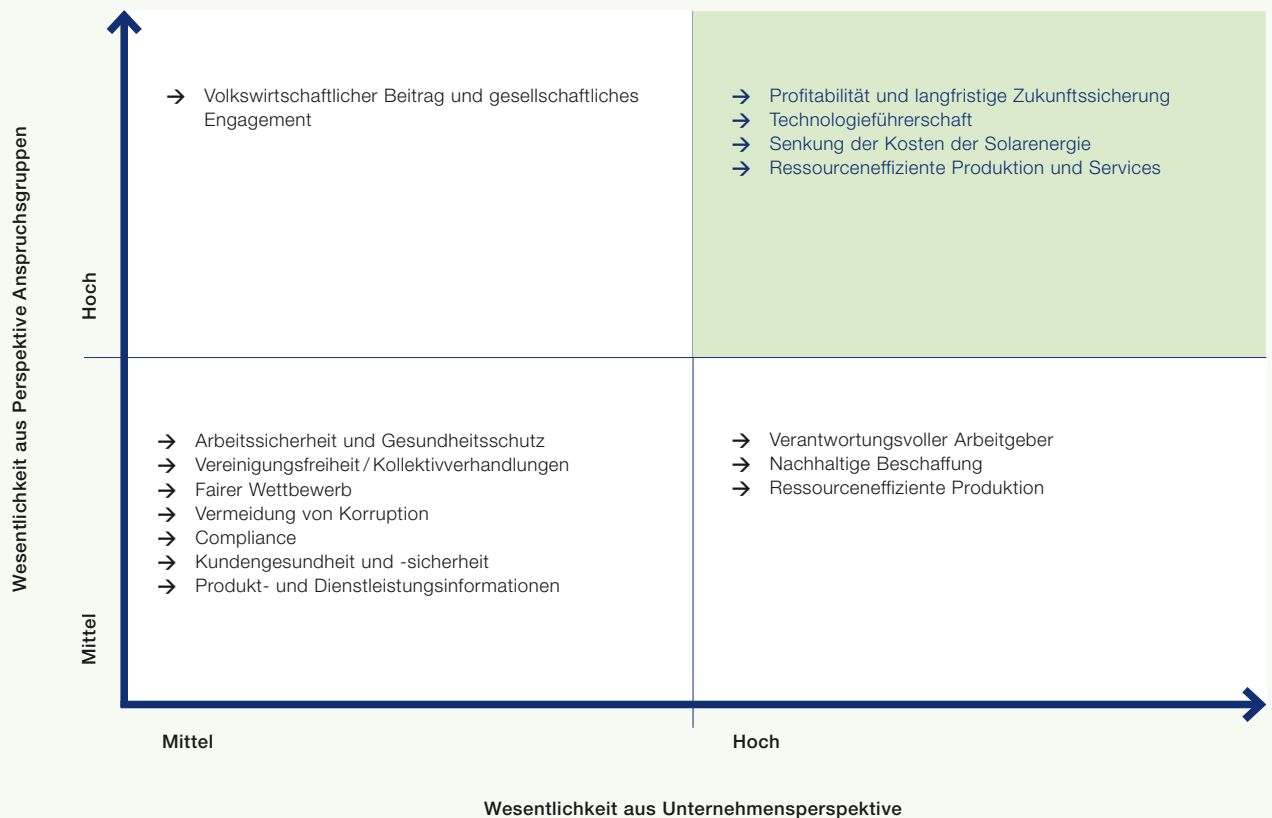 Wesentlichkeit aus Perspektive Anspruchsgruppen
Hoch
→ Volkswirtschaftlicher Beitrag und gesellschaftliches
Engagement
→ Profitabilität und langfristige Zukunftssicherung
→ Technologieführerschaft
→ Senkung der Kosten der Solarenergie
→ Ressourceneffiziente Produktion und Services
Mittel
→ Arbeitssicherheit und Gesundheitsschutz
→ Vereinigungsfreiheit / Kollektivverhandlungen
→ Fairer Wettbewerb
→ Vermeidung von Korruption
→ Compliance
→ Kundengesundheit und -sicherheit
→ Produkt- und Dienstleistungsinformationen
→ Verantwortungsvoller Arbeitgeber
→ Nachhaltige Beschaffung
→ Ressourceneffiziente Produktion
Mittel
Hoch
Wesentlichkeit aus Unternehmensperspektive